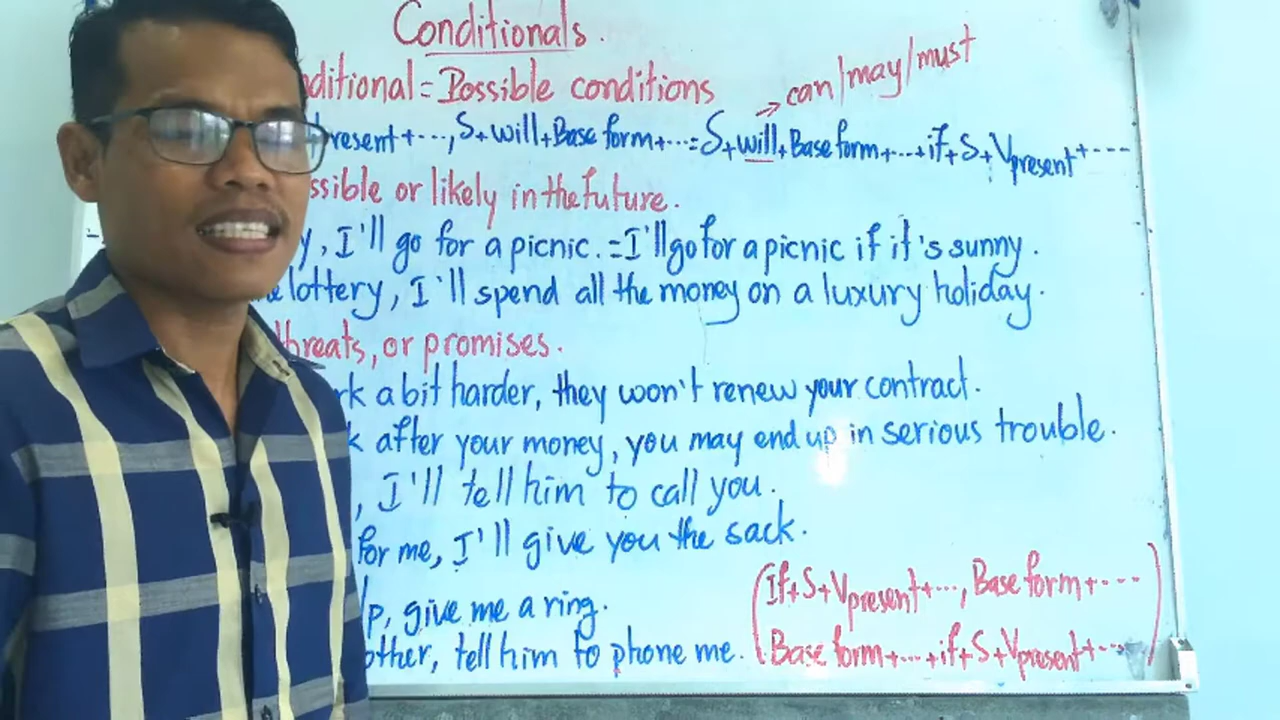 Conditionals.
nditional = Possible conditions → can/may/must
resent+..., S+will+Base form+...=S+will+Base form+...+if+S+Vpresent+---
ssible or likely in the future.
y, I'll go for a picnic.=I'll go for a picnic if it's sunny.
e lottery, I'll spend all the money on a luxury holiday.
threats, or promises.
rk a bit harder, they won't renew your contract.
k after your money, you may end up in serious trouble.
, I'll tell him to call you.
for me, I'll give you the sack.
(If+S+Vpresent+..., Base form+---
lp, give me a ring.
Base form+...+if+S+Vpresent+---)
other, tell him to phone me.